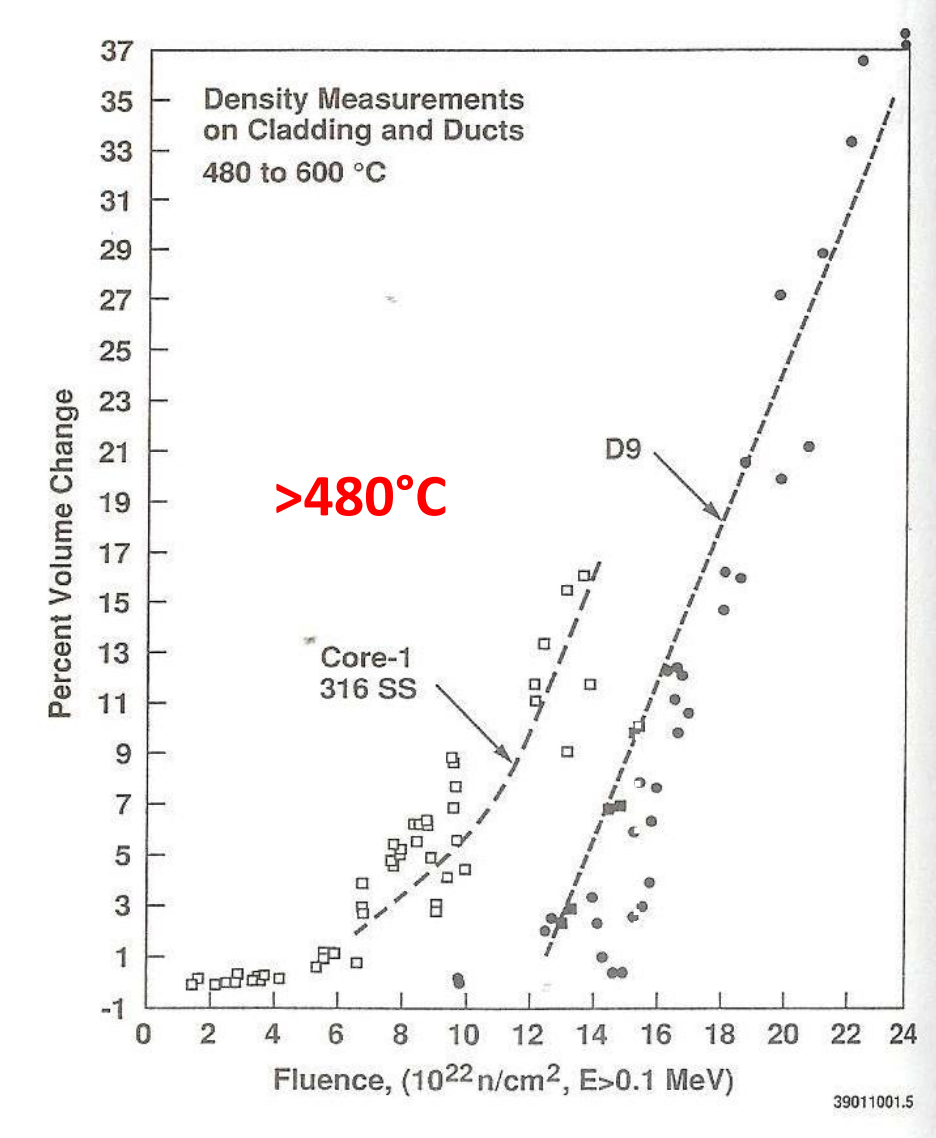 Density Measurements
on Cladding and Ducts
480 to 600 °C
>480°C
D9
Core-1
316 SS
Percent Volume Change
37
35
33
31
29
27
25
23
21
19
17
15
13
11
9
7
5
3
1
-1
0 2 4 6 8 10 12 14 16 18 20 22 24
Fluence, (10²² n/cm², E>0.1 MeV)
39011001.5